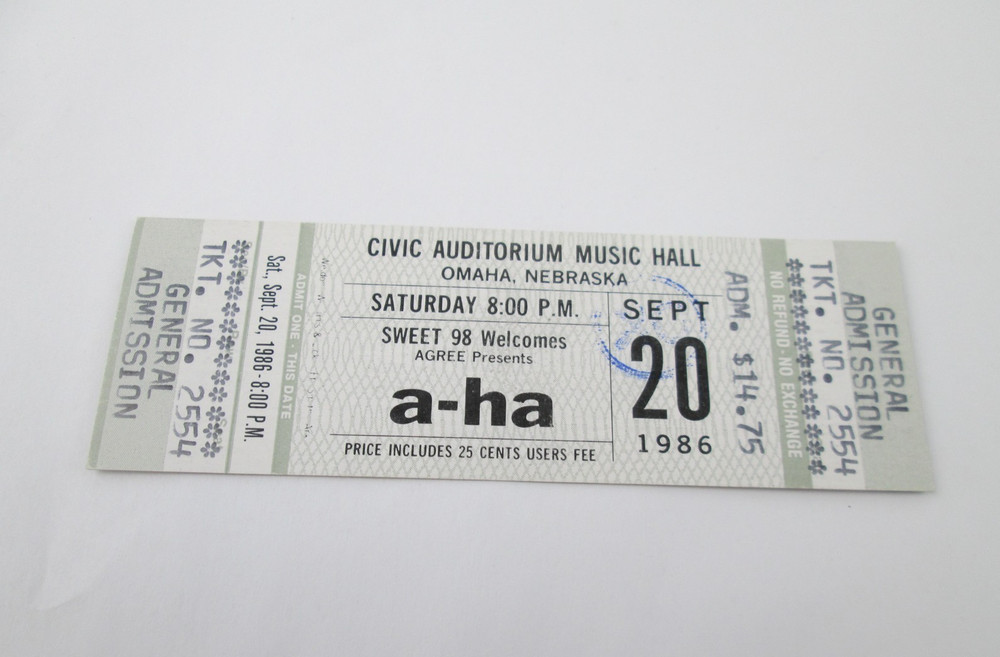 GENERAL
ADMISSION
TKT. NO. 2554
Sat., Sept. 20, 1986 - 8:00 P.M.
ADMIT ONE - THIS DATE
CIVIC AUDITORIUM MUSIC HALL
OMAHA, NEBRASKA
SATURDAY 8:00 P.M.
SWEET 98 Welcomes
AGREE Presents
a-ha
PRICE INCLUDES 25 CENTS USERS FEE
SEPT
20
1986
ADM. $14.75
NO REFUND - NO EXCHANGE
TKT. NO. 2554
GENERAL
ADMISSION